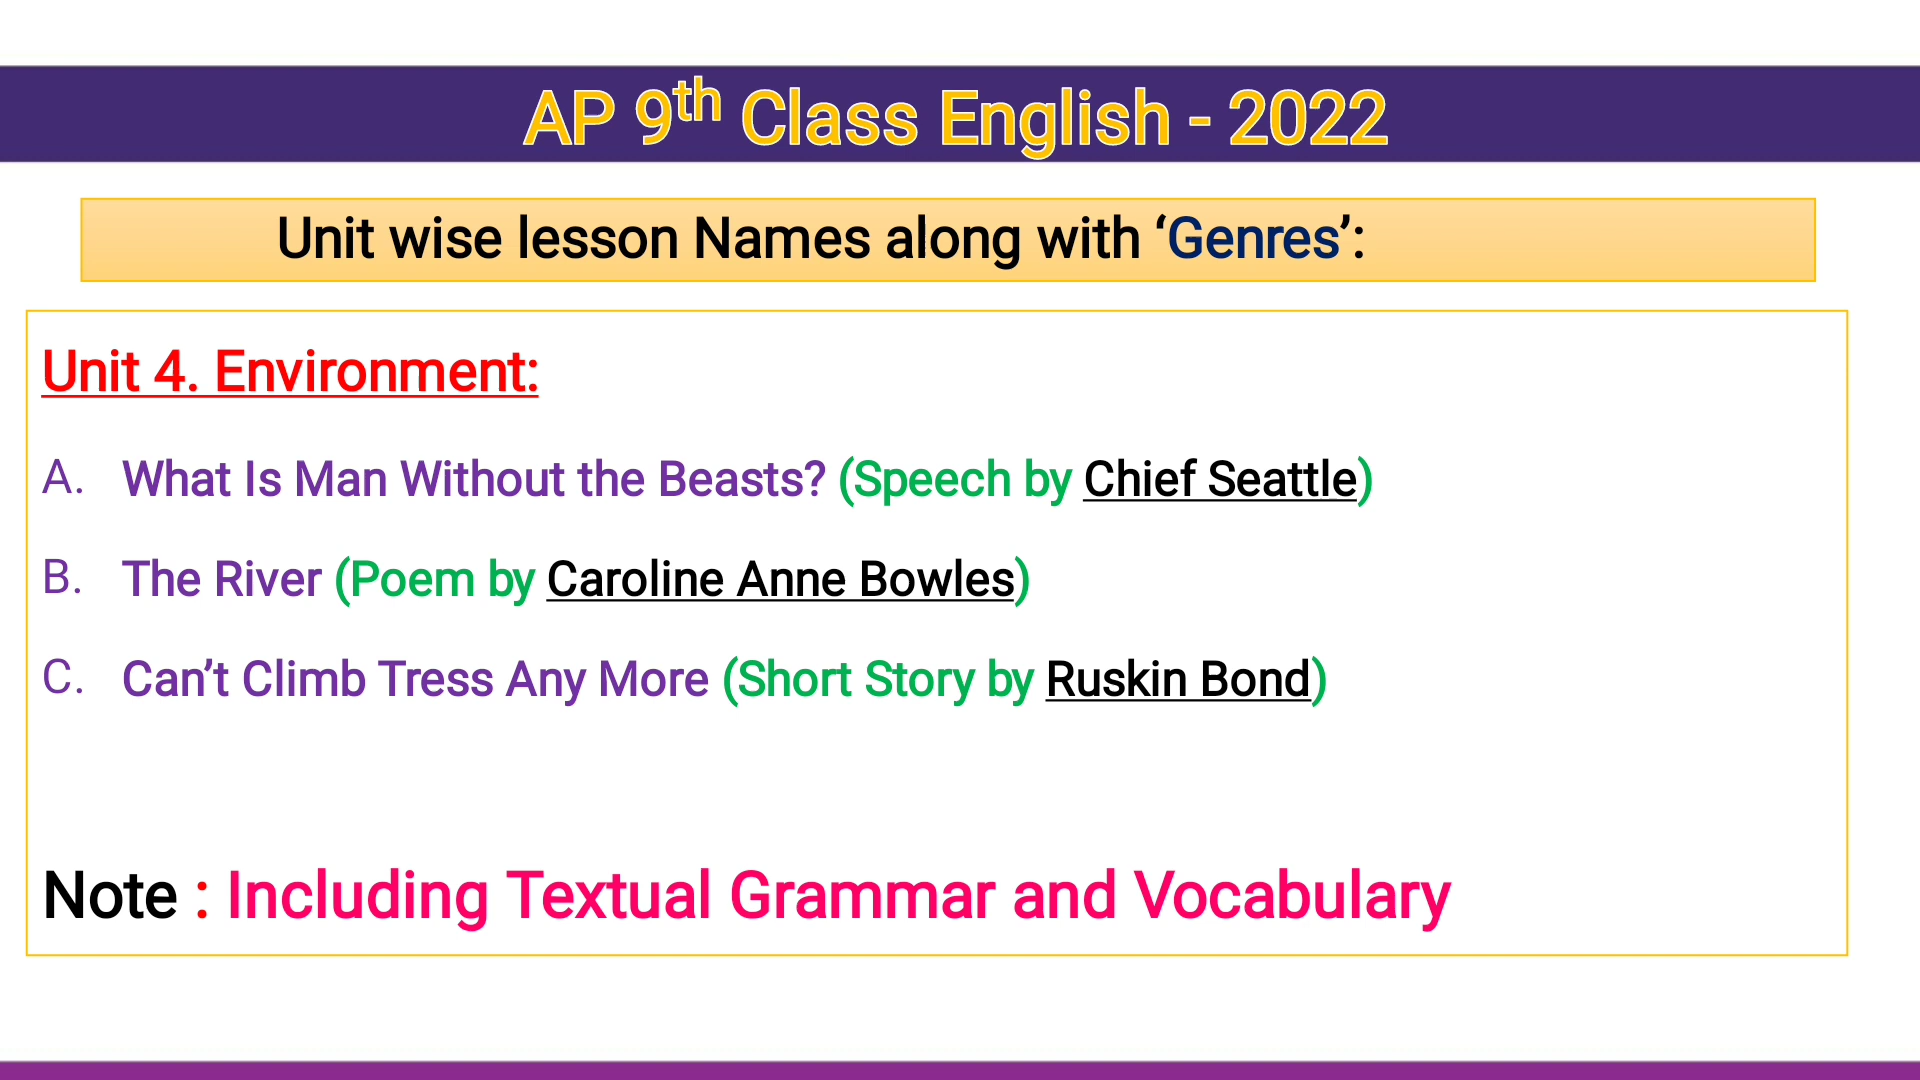 AP 9th Class English - 2022
Unit wise lesson Names along with ‘Genres’:
Unit 4. Environment:
A. What Is Man Without the Beasts? (Speech by Chief Seattle)
B. The River (Poem by Caroline Anne Bowles)
C. Can’t Climb Tress Any More (Short Story by Ruskin Bond)
Note : Including Textual Grammar and Vocabulary